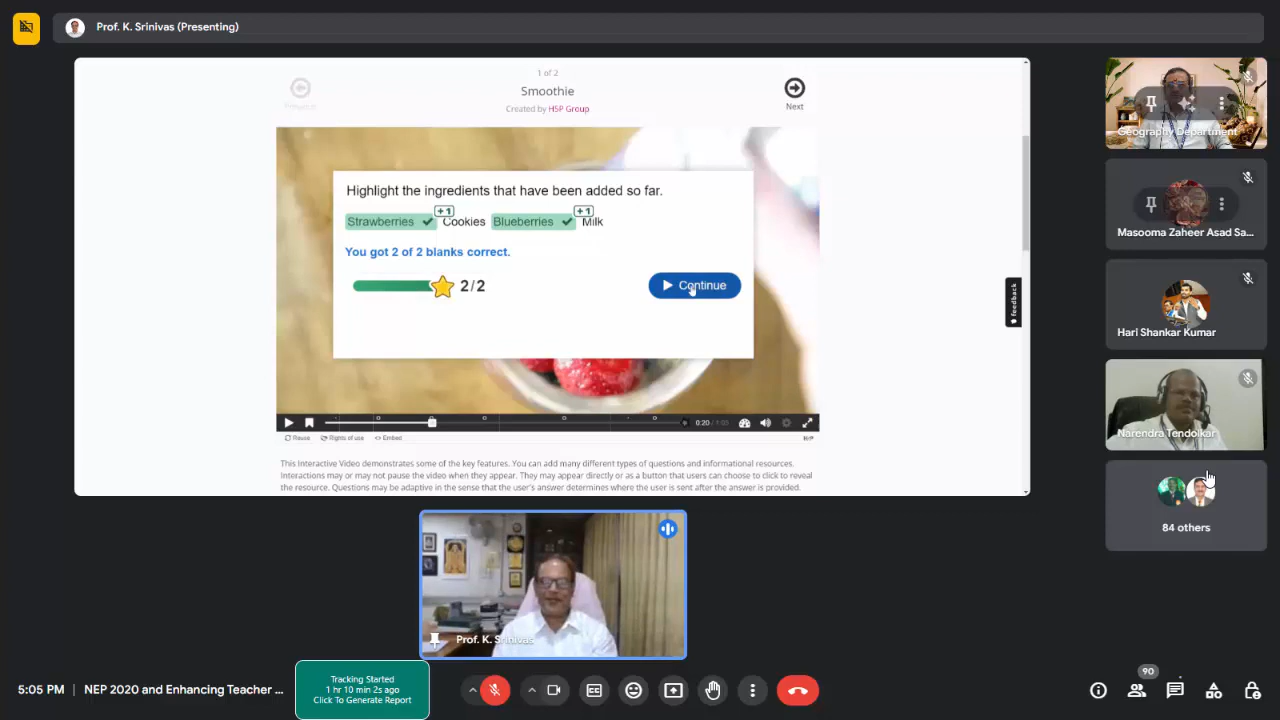 Prof. K. Srinivas (Presenting)
1 of 2
Previous
Smoothie
Next
Created by H5P Group
Highlight the ingredients that have been added so far.
+1 +1
Strawberries Cookies Blueberries Milk
You got 2 of 2 blanks correct.
2/2
Continue
feedback
0:20 / 1:05
Reuse Rights of use <> Embed H5P
This Interactive Video demonstrates some of the key features. You can add many different types of questions and informational resources.
Interactions may or may not pause the video when they appear. They may appear directly or as a button that users can choose to click to reveal
the resource. Questions may be adaptive in the sense that the user's answer determines where the user is sent after the answer is provided.
Geography Department
Masooma Zaheer Asad Sa...
Hari Shankar Kumar
Narendra Tendolkar
84 others
Prof. K. Srinivas
5:05 PM | NEP 2020 and Enhancing Teacher ...
Tracking Started
1 hr 10 min 2s ago
Click To Generate Report
90